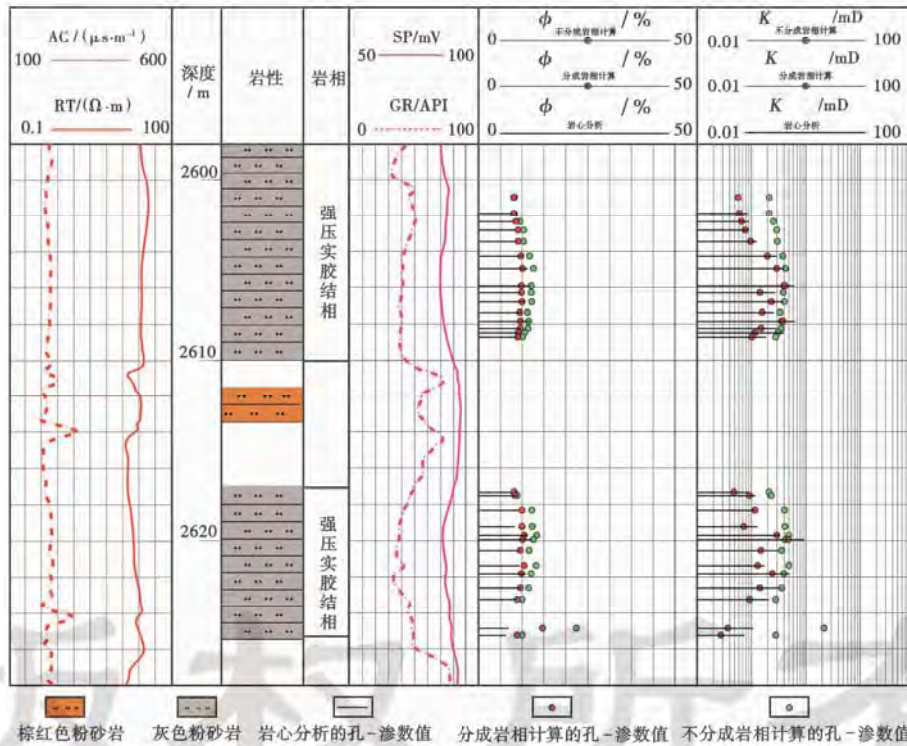 AC/(μs·m⁻¹)
100 600
RT/(Ω·m)
0.1 100
深度
/m
岩性
岩相
SP/mV
50 100
GR/API
0 100
ϕ /%
不分成岩相计算
0 50
ϕ /%
分成岩相计算
0 50
ϕ /%
岩心分析
0 50
K /mD
不分成岩相计算
0.01 100
K /mD
分成岩相计算
0.01 100
K /mD
岩心分析
0.01 100
2600
强压实胶结相
2610
2620
强压实胶结相
棕红色粉砂岩
灰色粉砂岩
岩心分析的孔-渗数值
分成岩相计算的孔-渗数值
不分成岩相计算的孔-渗数值